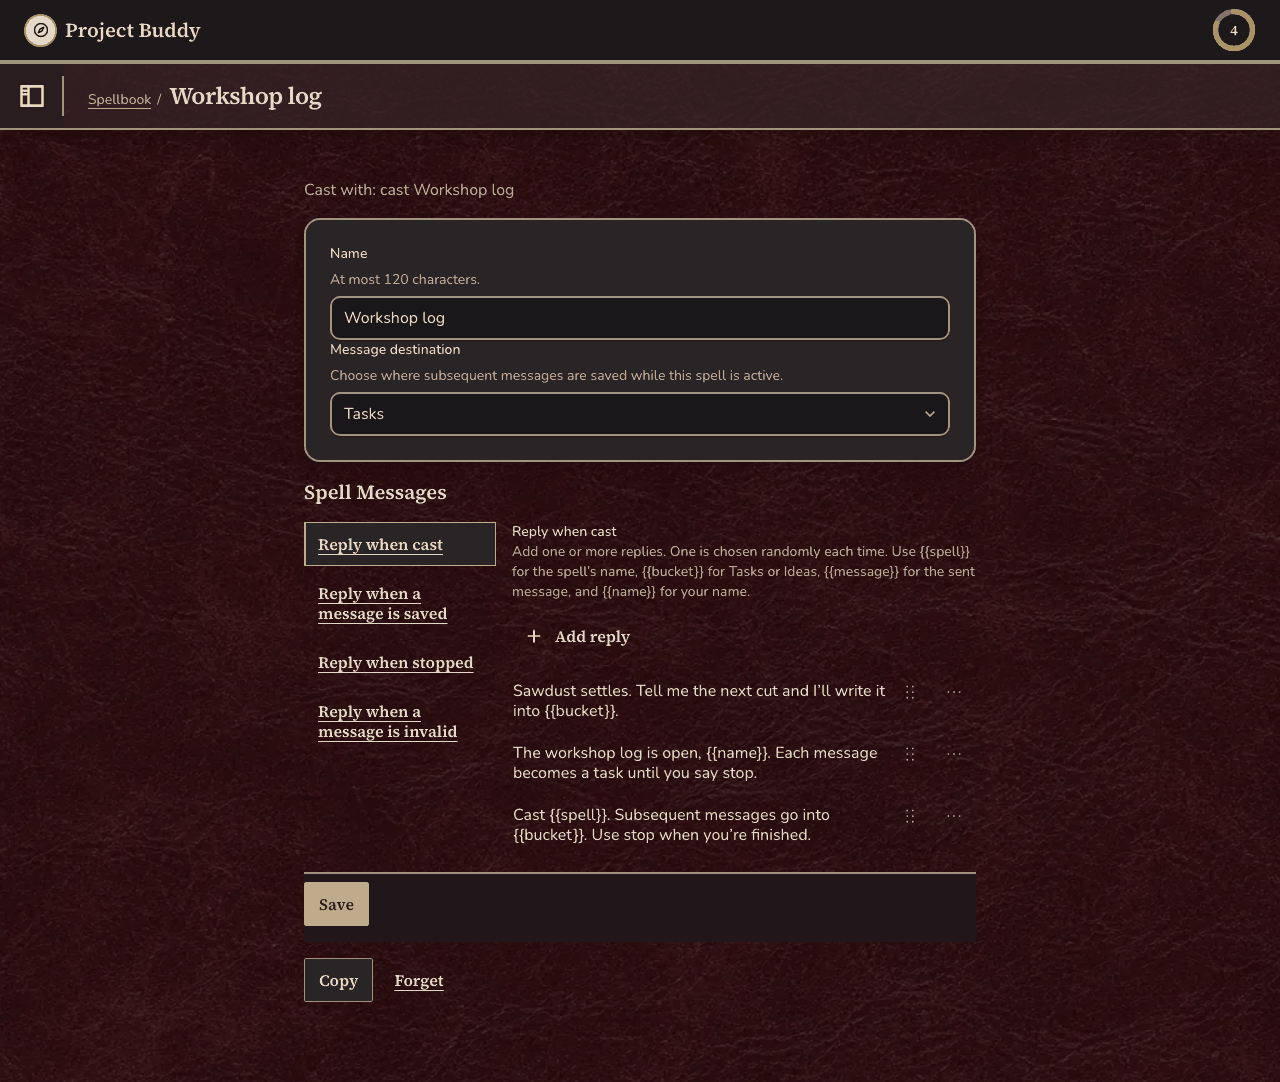 Project Buddy
4
Spellbook / Workshop log
Cast with: cast Workshop log
Name
At most 120 characters.
Workshop log
Message destination
Choose where subsequent messages are saved while this spell is active.
Tasks
Spell Messages
Reply when cast
Reply when a
message is saved
Reply when stopped
Reply when a
message is invalid
Reply when cast
Add one or more replies. One is chosen randomly each time. Use {{spell}}
for the spell’s name, {{bucket}} for Tasks or Ideas, {{message}} for the sent
message, and {{name}} for your name.
Add reply
Sawdust settles. Tell me the next cut and I’ll write it
into {{bucket}}.
The workshop log is open, {{name}}. Each message
becomes a task until you say stop.
Cast {{spell}}. Subsequent messages go into
{{bucket}}. Use stop when you’re finished.
Save
Copy
Forget